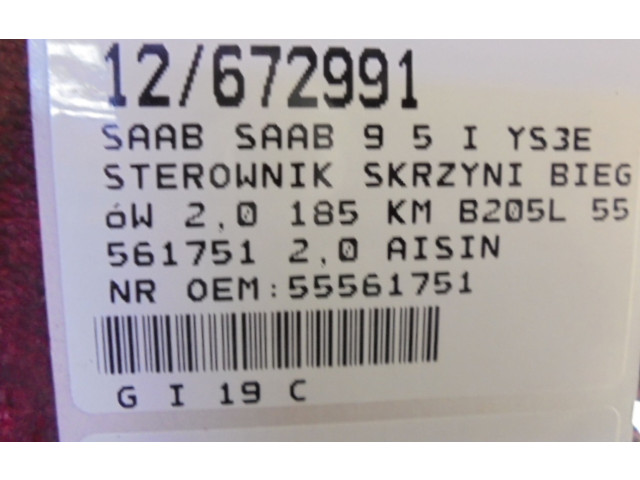 12/672991
SAAB SAAB 9 5 I YS3E
STEROWNIK SKRZYNI BIEG
óW 2,0 185 KM B205L 55
561751 2,0 AISIN
NR OEM:55561751
G I 19 C